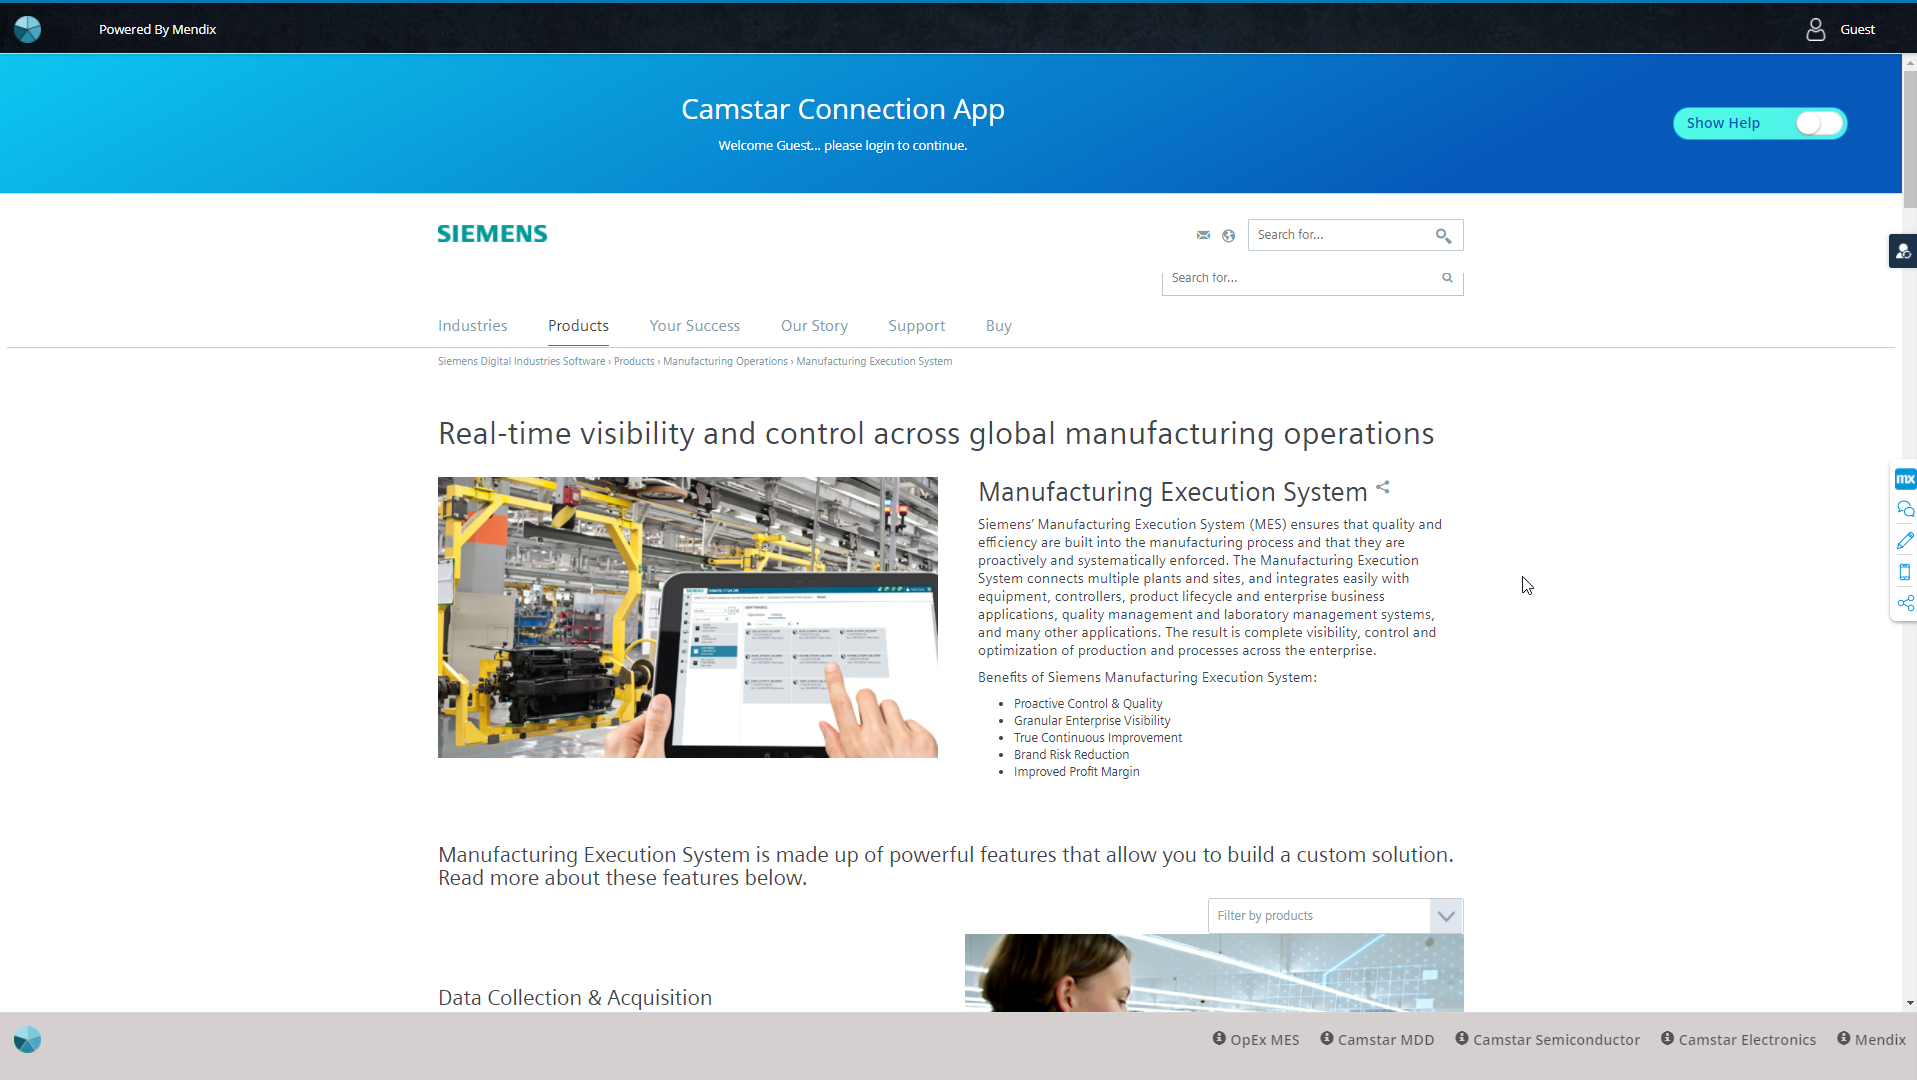 Powered By Mendix
Guest
Camstar Connection App
Welcome Guest... please login to continue.
Show Help
SIEMENS
Search for...
Search for...
Industries
Products
Your Success
Our Story
Support
Buy
Siemens Digital Industries Software › Products › Manufacturing Operations › Manufacturing Execution System
Real-time visibility and control across global manufacturing operations
Manufacturing Execution System
Siemens’ Manufacturing Execution System (MES) ensures that quality and
efficiency are built into the manufacturing process and that they are
proactively and systematically enforced. The Manufacturing Execution
System connects multiple plants and sites, and integrates easily with
equipment, controllers, product lifecycle and enterprise business
applications, quality management and laboratory management systems,
and many other applications. The result is complete visibility, control and
optimization of production and processes across the enterprise.
Benefits of Siemens Manufacturing Execution System:
• Proactive Control & Quality
• Granular Enterprise Visibility
• True Continuous Improvement
• Brand Risk Reduction
• Improved Profit Margin
mx
Manufacturing Execution System is made up of powerful features that allow you to build a custom solution.
Read more about these features below.
Filter by products
Data Collection & Acquisition
OpEx MES
Camstar MDD
Camstar Semiconductor
Camstar Electronics
Mendix